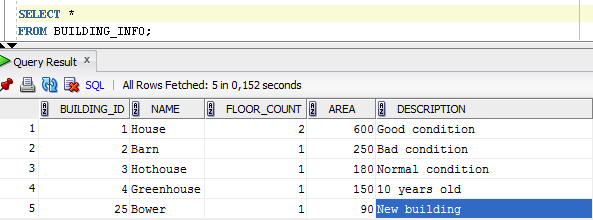 SELECT *
FROM BUILDING_INFO;
Query Result x
SQL | All Rows Fetched: 5 in 0,152 seconds
BUILDING_ID NAME FLOOR_COUNT AREA DESCRIPTION
1 1 House 2 600 Good condition
2 2 Barn 1 250 Bad condition
3 3 Hothouse 1 180 Normal condition
4 4 Greenhouse 1 150 10 years old
5 25 Bower 1 90 New building